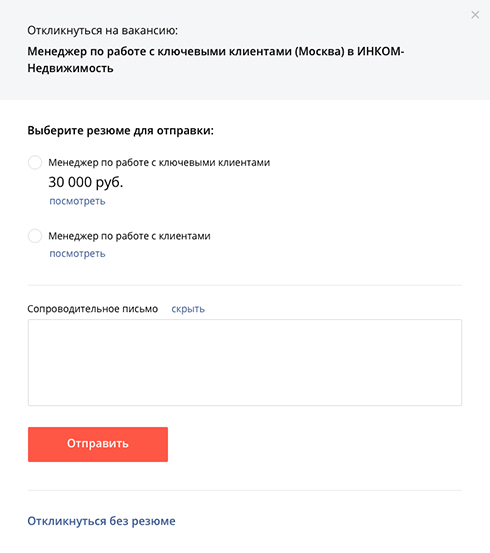 Откликнуться на вакансию:
Менеджер по работе с ключевыми клиентами (Москва) в ИНКОМ-
Недвижимость
Выберите резюме для отправки:
Менеджер по работе с ключевыми клиентами
30 000 руб.
посмотреть
Менеджер по работе с клиентами
посмотреть
Сопроводительное письмо скрыть
Отправить
Откликнуться без резюме